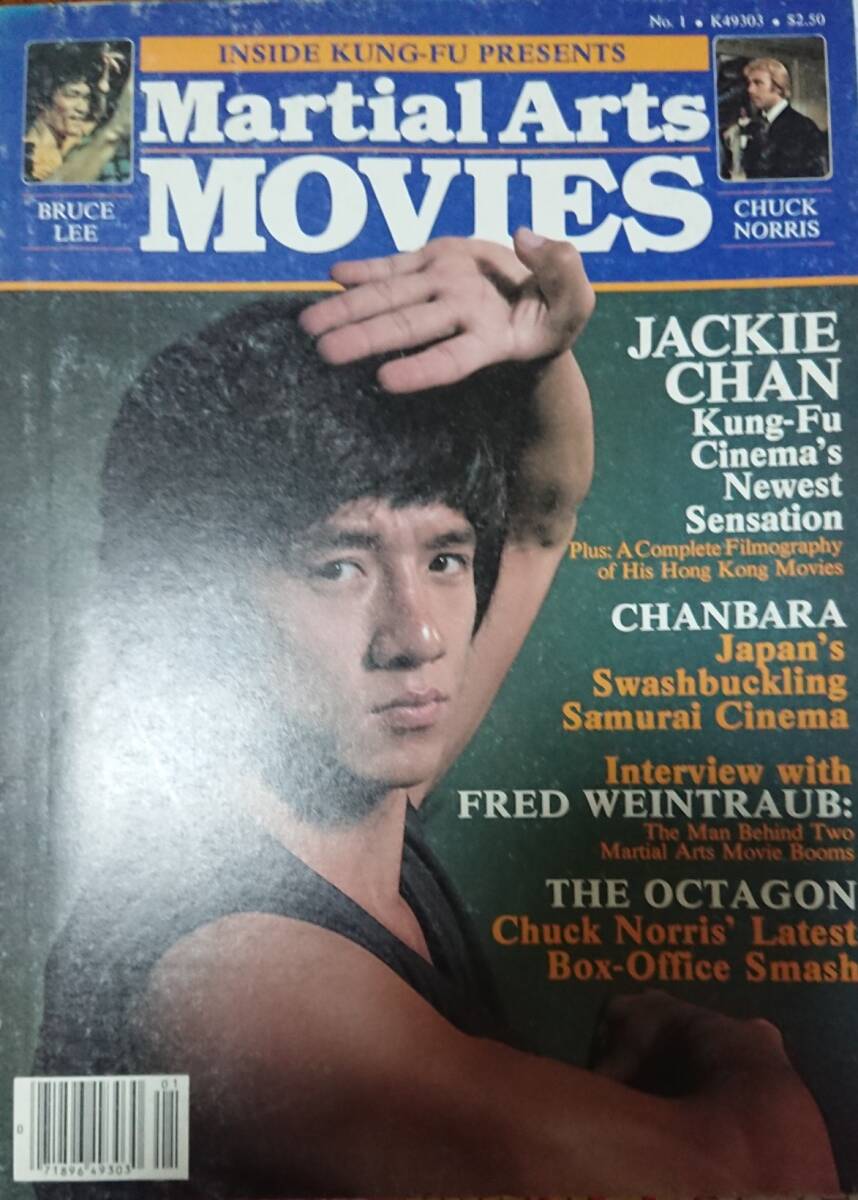 No. 1 • K49303 • $2.50
INSIDE KUNG-FU PRESENTS
Martial Arts
MOVIES
BRUCE
LEE
CHUCK
NORRIS
JACKIE
CHAN
Kung-Fu
Cinema's
Newest
Sensation
Plus: A Complete Filmography
of His Hong Kong Movies
CHANBARA
Japan's
Swashbuckling
Samurai Cinema
Interview with
FRED WEINTRAUB:
The Man Behind Two
Martial Arts Movie Booms
THE OCTAGON
Chuck Norris' Latest
Box-Office Smash
01
0
71896 49303